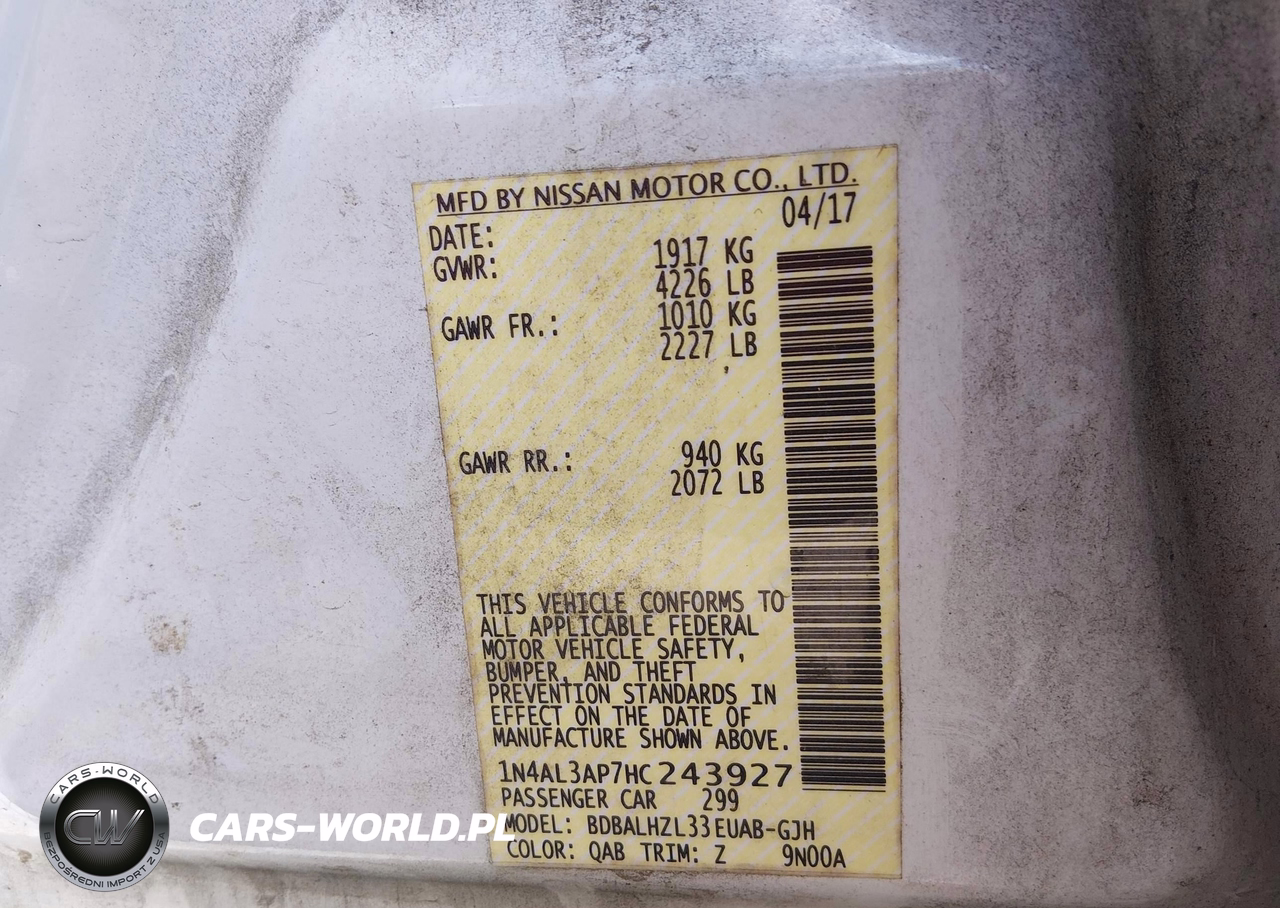 MFD BY NISSAN MOTOR CO., LTD.
DATE: 04/17
GVWR: 1917 KG
4226 LB
GAWR FR.: 1010 KG
2227 LB
GAWR RR.: 940 KG
2072 LB
THIS VEHICLE CONFORMS TO
ALL APPLICABLE FEDERAL
MOTOR VEHICLE SAFETY,
BUMPER, AND THEFT
PREVENTION STANDARDS IN
EFFECT ON THE DATE OF
MANUFACTURE SHOWN ABOVE.
1N4AL3AP7HC243927
PASSENGER CAR 299
MODEL: BDBALHZL33EUAB-GJH
COLOR: QAB TRIM: Z 9N00A
CARS-WORLD
CW
BEZPOŚREDNI IMPORT Z USA
CARS-WORLD.PL